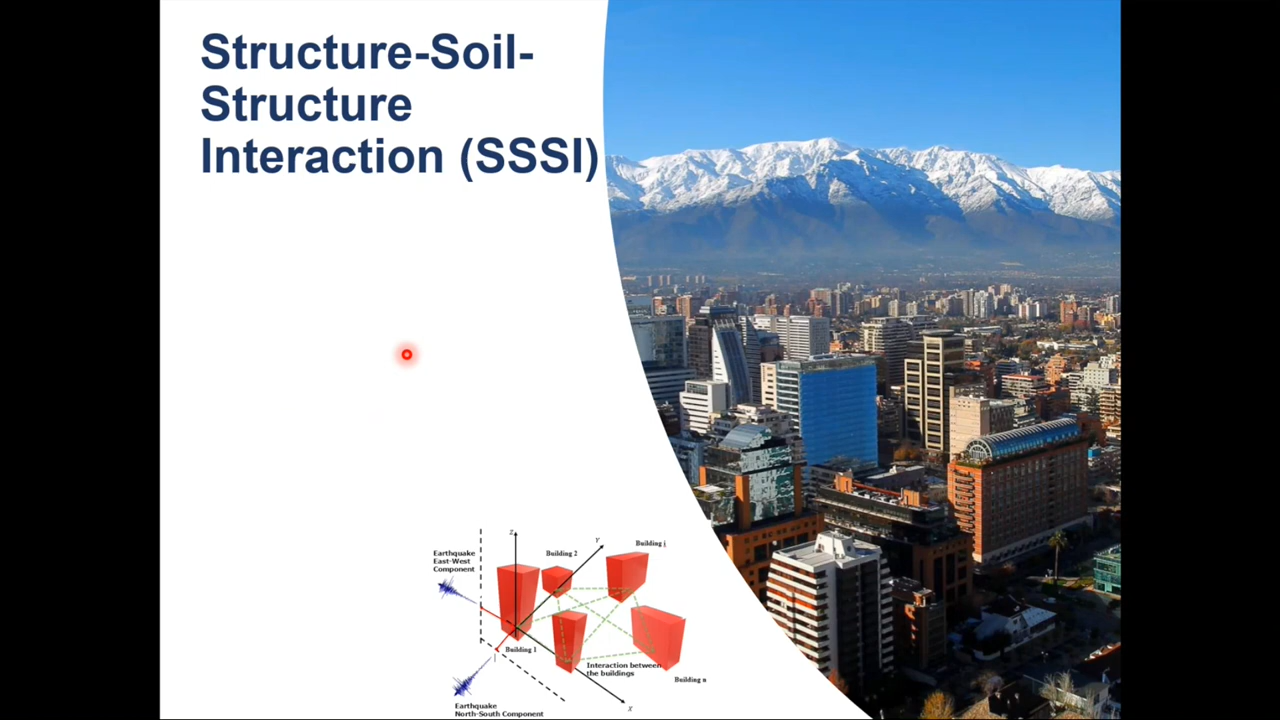 Structure-Soil-
Structure
Interaction (SSSI)
Z
Y
Building j
Earthquake
East-West
Component
Building 2
Building 1
Interaction between
the buildings
Building n
Earthquake
North-South Component
X